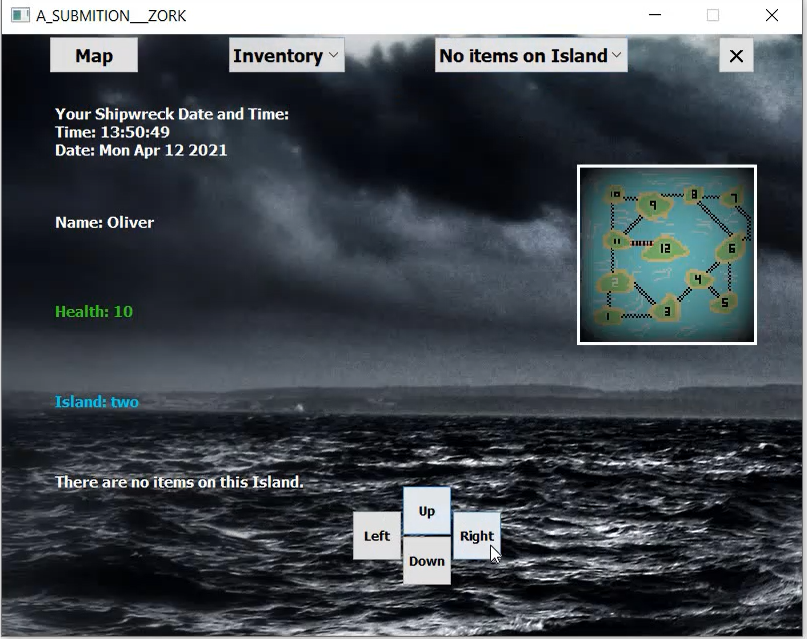 A_SUBMITION__ZORK
Map
Inventory
No items on Island
Your Shipwreck Date and Time:
Time: 13:50:49
Date: Mon Apr 12 2021
10
8
7
9
11
12
6
2
4
5
1
3
Name: Oliver
Health: 10
Island: two
There are no items on this Island.
Up
Left
Right
Down